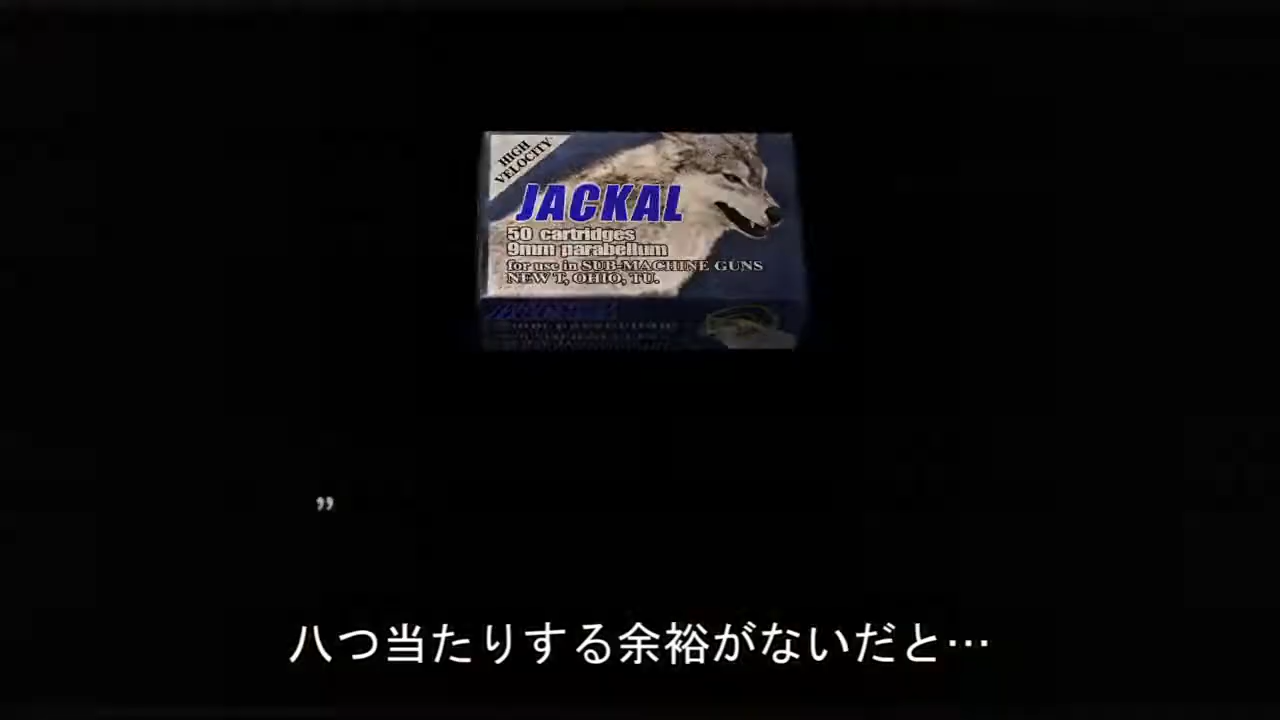 HIGH
VELOCITY
JACKAL
50 cartridges
9mm parabellum
for use in SUB-MACHINE GUNS
NEW T, OHIO, TU.
”
八つ当たりする余裕がないだと…